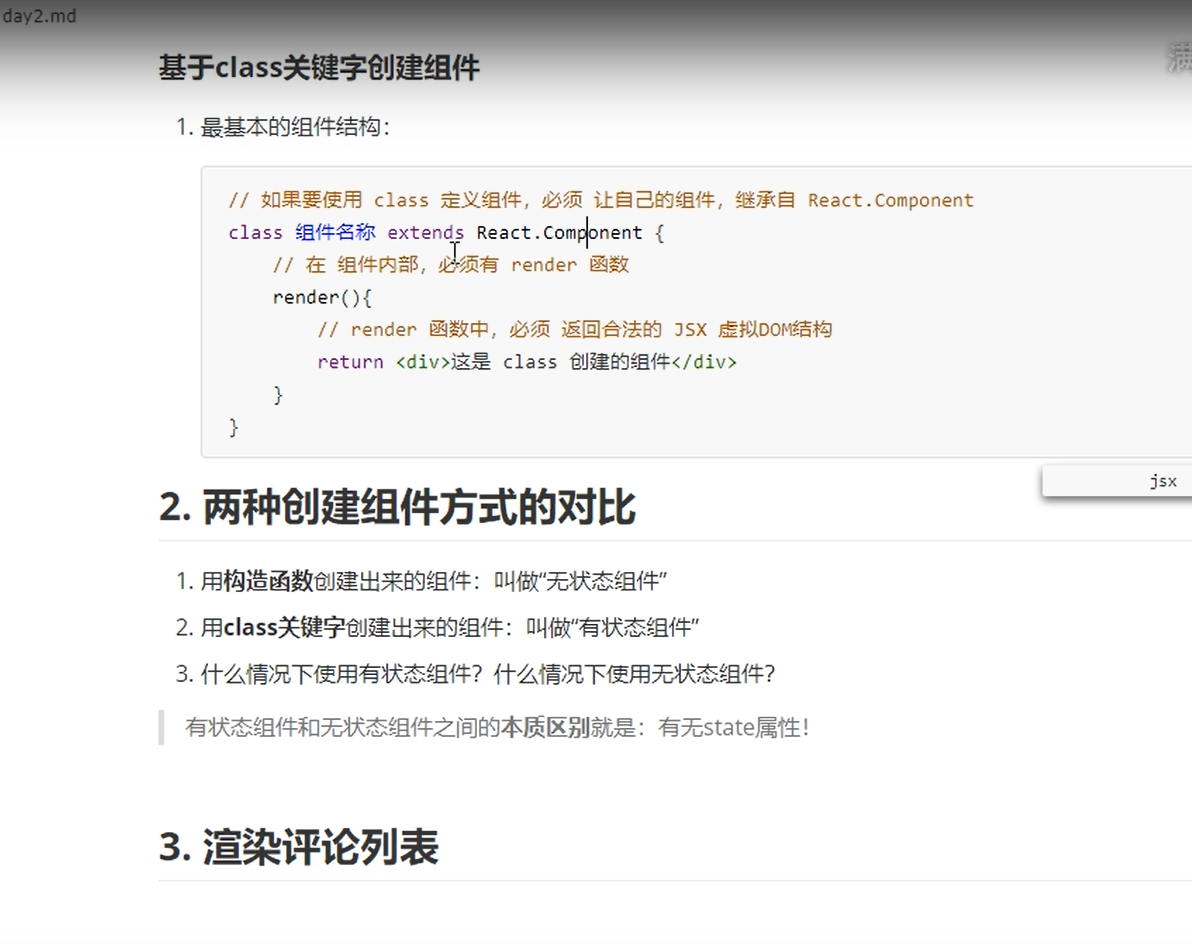 day2.md
满
基于class关键字创建组件
1. 最基本的组件结构：
// 如果要使用 class 定义组件，必须 让自己的组件，继承自 React.Component
class 组件名称 extends React.Component {
// 在 组件内部，必须有 render 函数
render(){
// render 函数中，必须 返回合法的 JSX 虚拟DOM结构
return <div>这是 class 创建的组件</div>
}
}
jsx
2. 两种创建组件方式的对比
1. 用构造函数创建出来的组件：叫做“无状态组件”
2. 用class关键字创建出来的组件：叫做“有状态组件”
3. 什么情况下使用有状态组件？什么情况下使用无状态组件？
有状态组件和无状态组件之间的本质区别就是：有无state属性！
3. 渲染评论列表